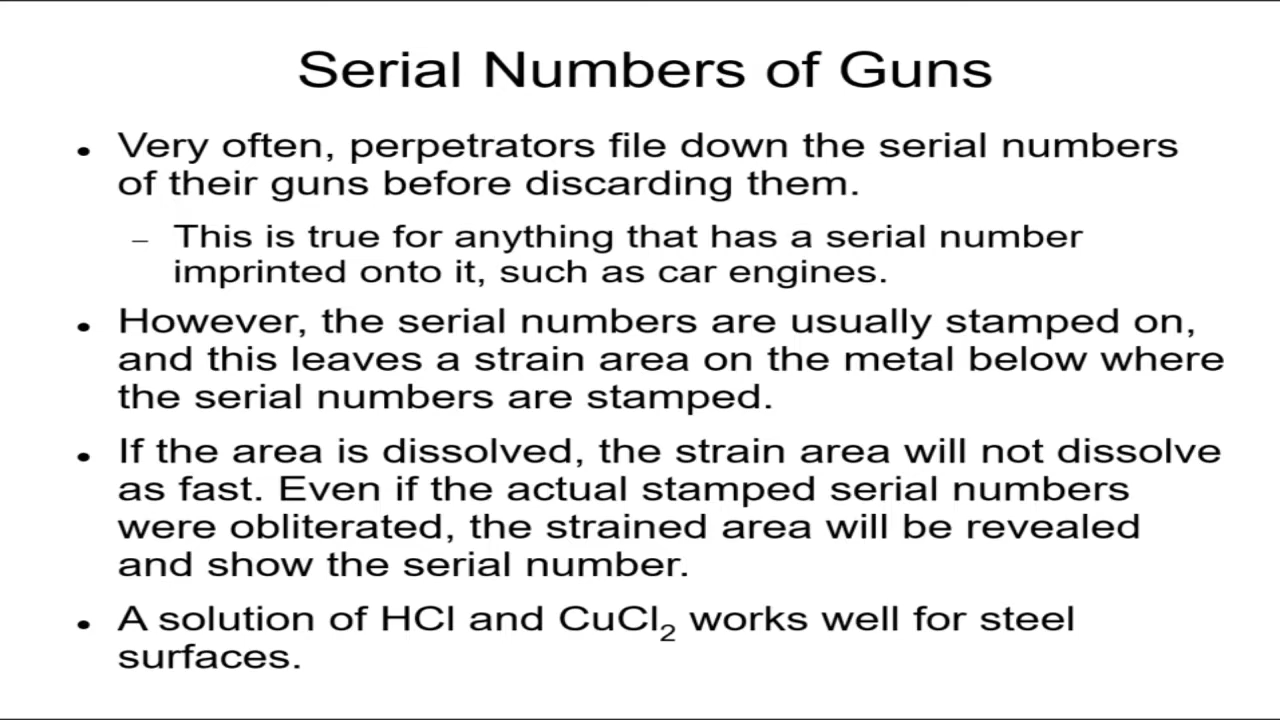 Serial Numbers of Guns
• Very often, perpetrators file down the serial numbers
of their guns before discarding them.
– This is true for anything that has a serial number
imprinted onto it, such as car engines.
• However, the serial numbers are usually stamped on,
and this leaves a strain area on the metal below where
the serial numbers are stamped.
• If the area is dissolved, the strain area will not dissolve
as fast. Even if the actual stamped serial numbers
were obliterated, the strained area will be revealed
and show the serial number.
• A solution of HCl and CuCl₂ works well for steel
surfaces.